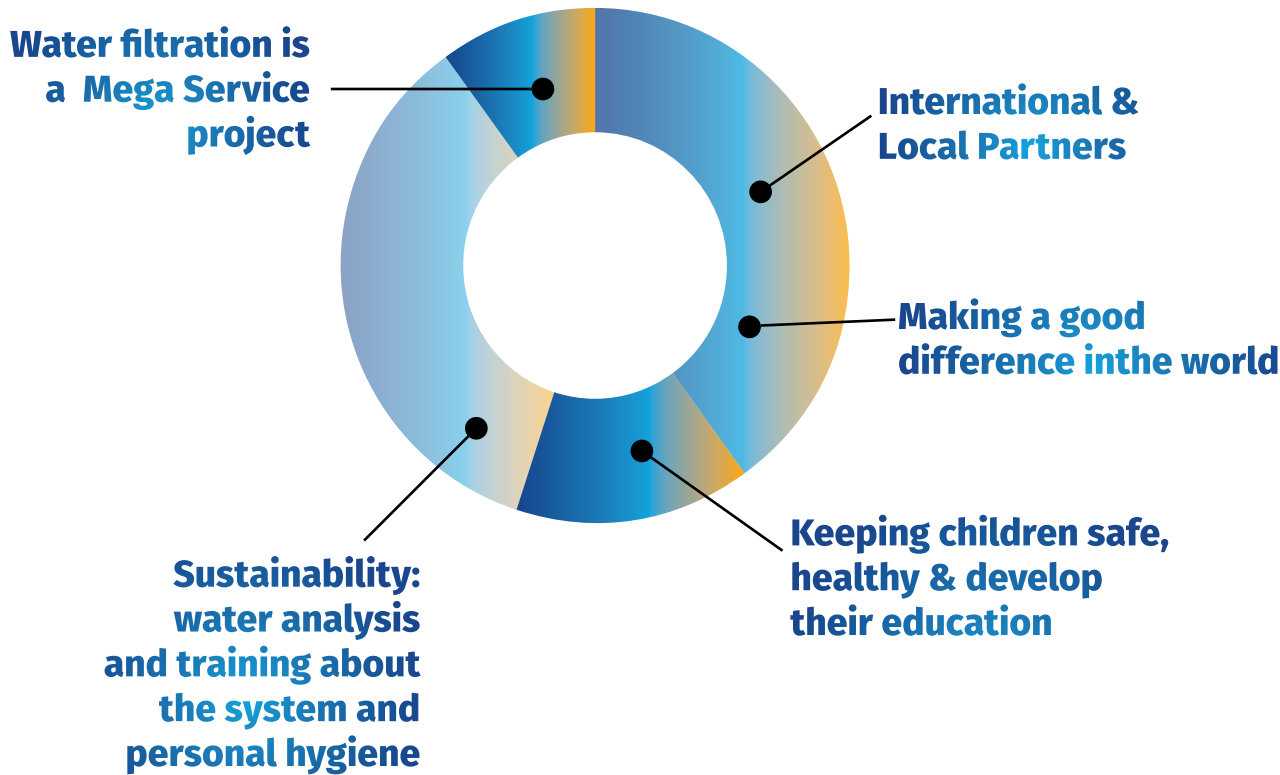 Water filtration is
a Mega Service
project
International &
Local Partners
Making a good
difference inthe world
Keeping children safe,
healthy & develop
their education
Sustainability:
water analysis
and training about
the system and
personal hygiene